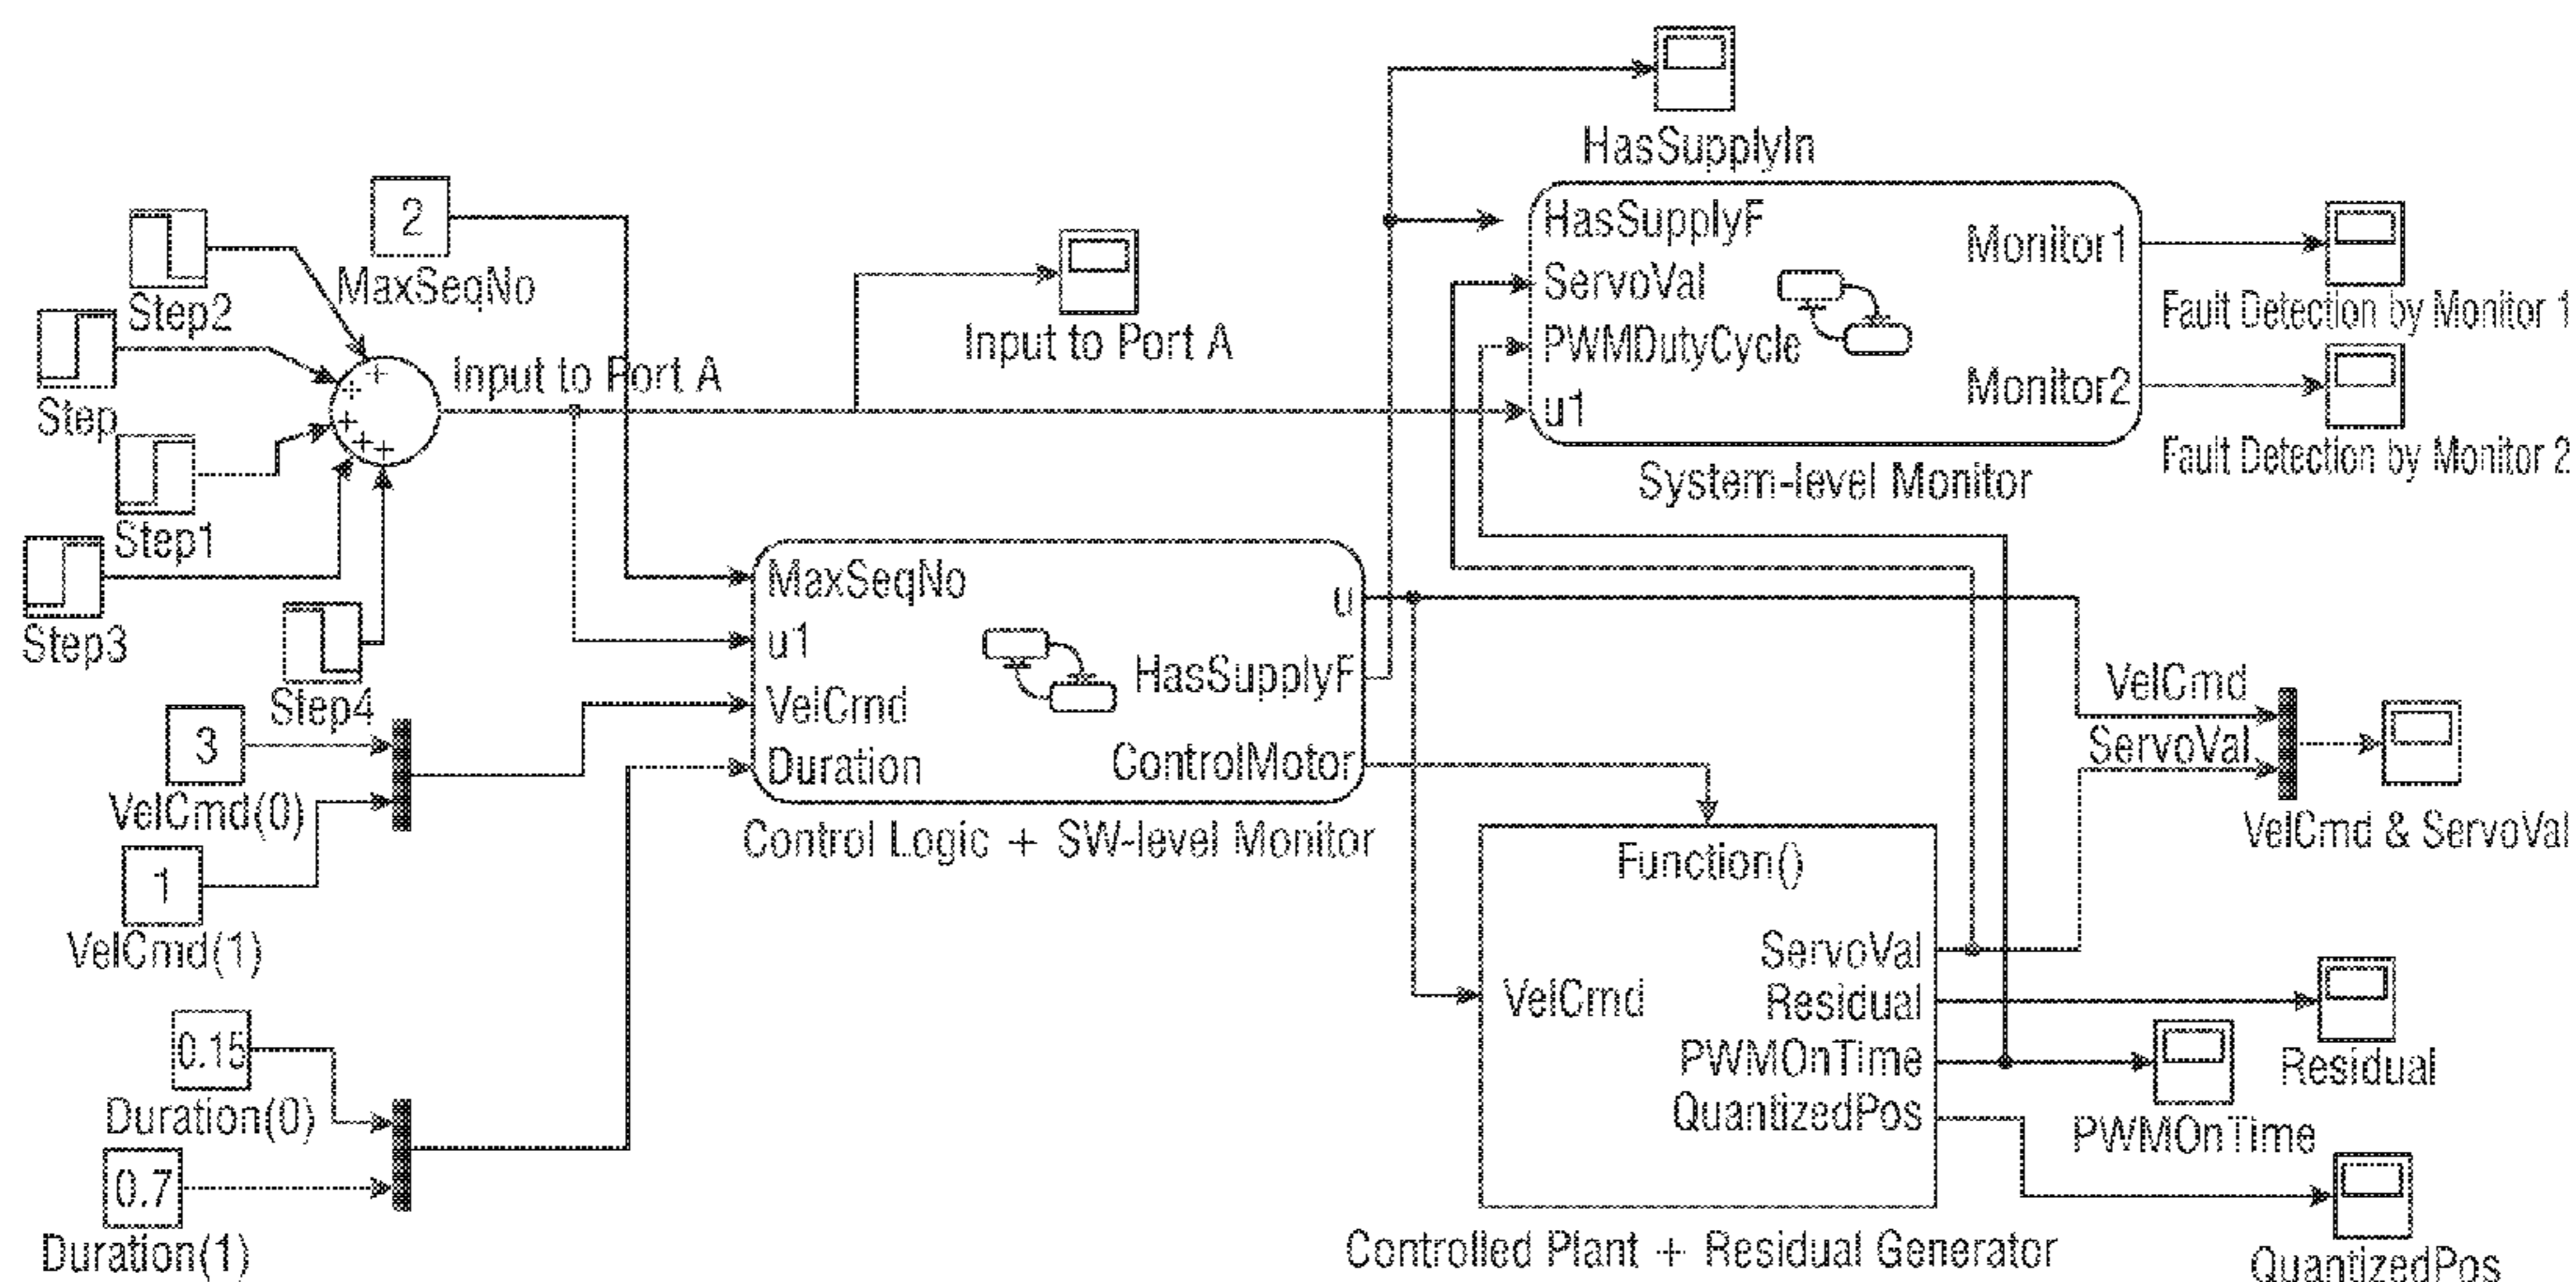 HasSupplyIn
2
MaxSeqNo
Step2
Step
Step1
Step3
Step4
Input to Port A
Input to Port A
HasSupplyF
ServoVal
PWMDutyCycle
u1
Monitor1
Monitor2
System-level Monitor
Fault Detection by Monitor 1
Fault Detection by Monitor 2
MaxSeqNo
u1
VelCmd
Duration
u
HasSupplyF
ControlMotor
Control Logic + SW-level Monitor
3
VelCmd(0)
1
VelCmd(1)
0.15
Duration(0)
0.7
Duration(1)
VelCmd
ServoVal
VelCmd & ServoVal
Function()
VelCmd
ServoVal
Residual
PWMOnTime
QuantizedPos
Controlled Plant + Residual Generator
Residual
PWMOnTime
QuantizedPos
+
+
+
+
+